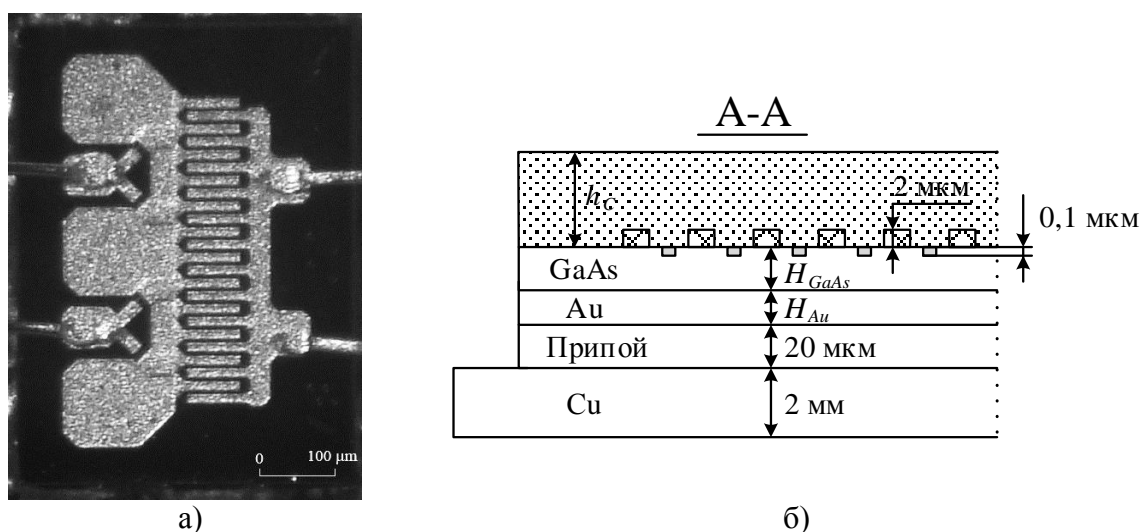 А-А
h_C
2 мкм
0,1 мкм
GaAs
H_GaAs
Au
H_Au
Припой
20 мкм
Cu
2 мм
0
100 μm
а)
б)